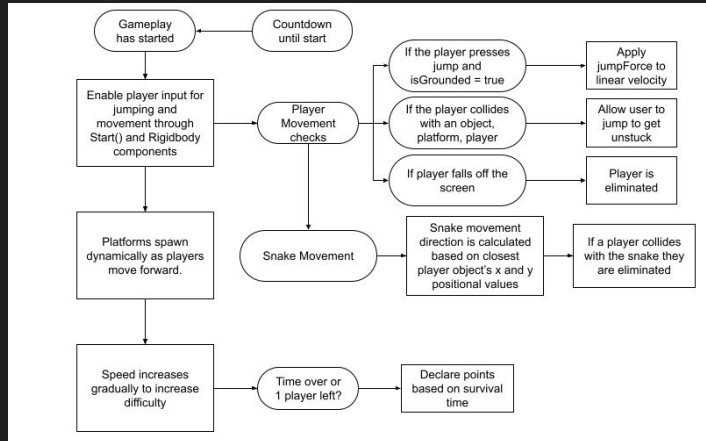 Gameplay
has started
Countdown
until start
Enable player input for
jumping and
movement through
Start() and Rigidbody
components
Player
Movement
checks
If the player presses
jump and
isGrounded = true
Apply
jumpForce to
linear velocity
If the player collides
with an object,
platform, player
Allow user to
jump to get
unstuck
If player falls off the
screen
Player is
eliminated
Platforms spawn
dynamically as players
move forward.
Snake Movement
Snake movement
direction is calculated
based on closest
player object's x and y
positional values
If a player collides
with the snake they
are eliminated
Speed increases
gradually to increase
difficulty
Time over or
1 player left?
Declare points
based on survival
time